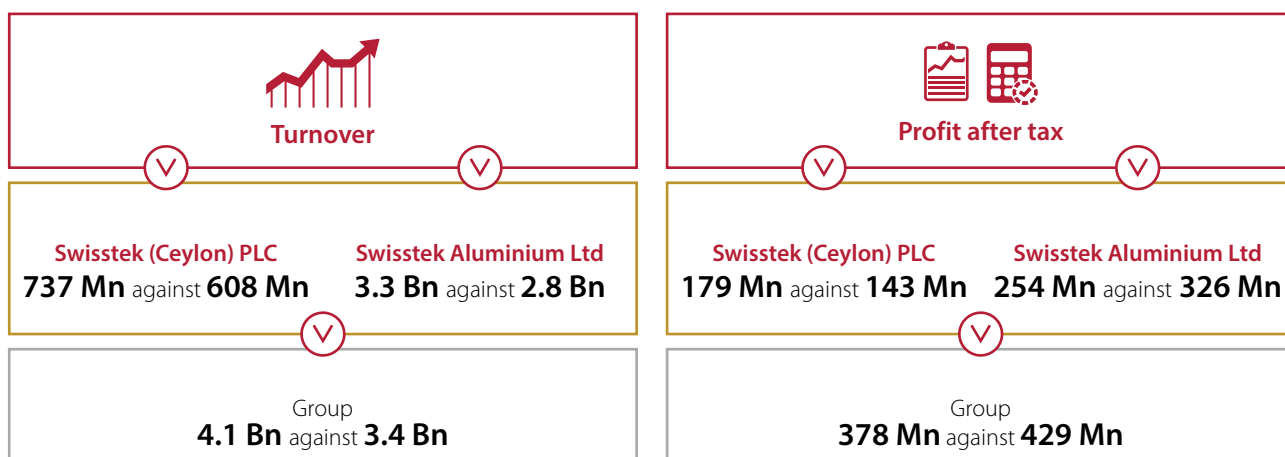 Turnover
Swisstek (Ceylon) PLC
737 Mn against 608 Mn
Swisstek Aluminium Ltd
3.3 Bn against 2.8 Bn
Group
4.1 Bn against 3.4 Bn
Profit after tax
Swisstek (Ceylon) PLC
179 Mn against 143 Mn
Swisstek Aluminium Ltd
254 Mn against 326 Mn
Group
378 Mn against 429 Mn